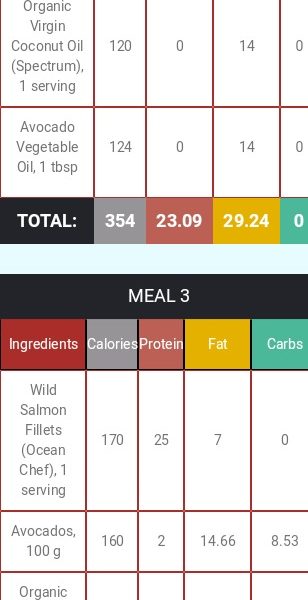 Organic
Virgin
Coconut Oil
(Spectrum),
1 serving
120 0 14 0
Avocado
Vegetable
Oil, 1 tbsp
124 0 14 0
TOTAL: 354 23.09 29.24 0
MEAL 3
Ingredients Calories Protein Fat Carbs
Wild
Salmon
Fillets
(Ocean
Chef), 1
serving
170 25 7 0
Avocados,
100 g
160 2 14.66 8.53
Organic